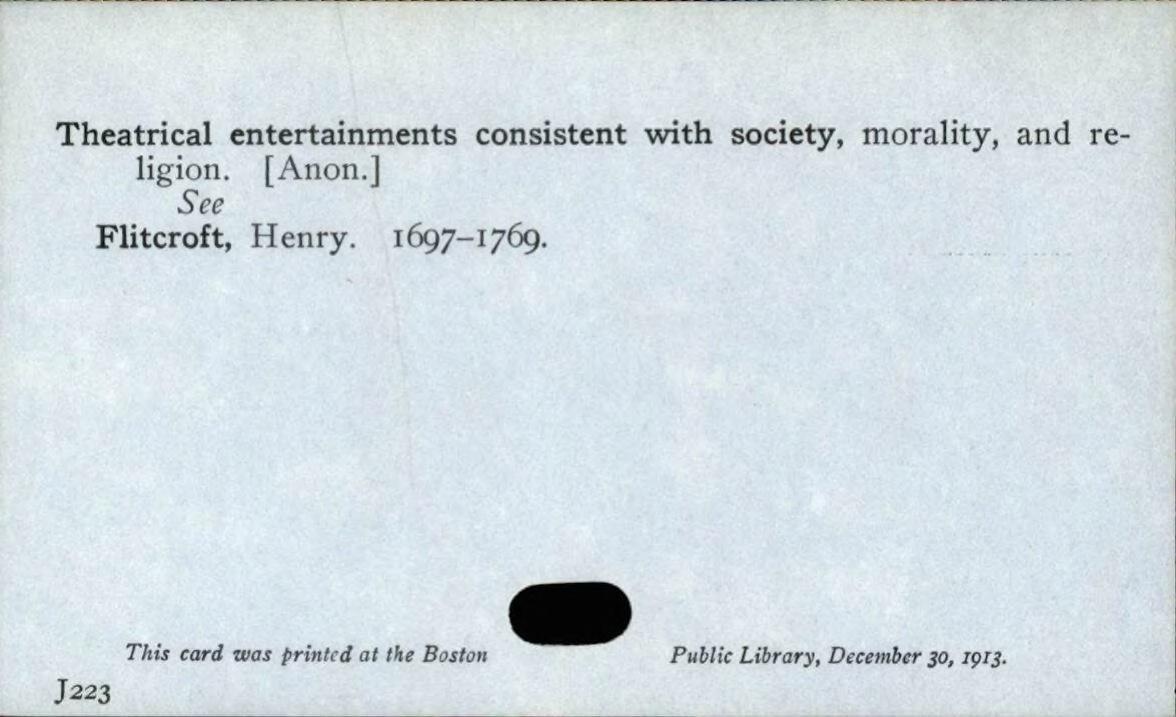 Theatrical entertainments consistent with society, morality, and re-
ligion. [Anon.]
See
Flitcroft, Henry. 1697–1769.
This card was printed at the Boston Public Library, December 30, 1913.
J223